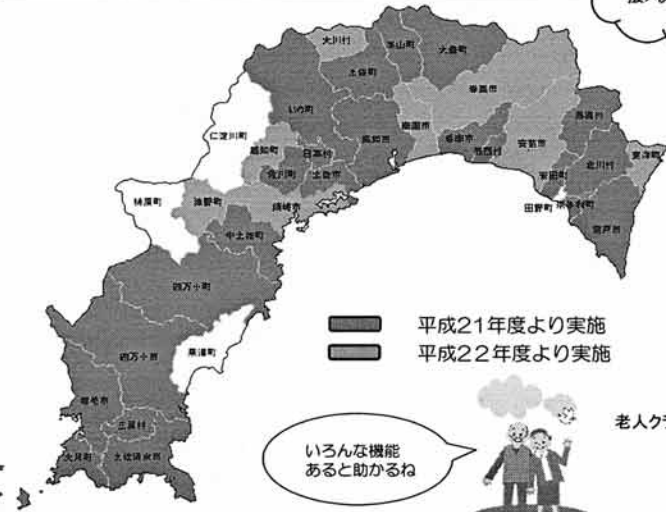 大川村
本山町
大豊町
土佐町
いの町
香美市
仁淀川町
高知市
南国市
馬路村
越知町
日高村
香南市
芸西村
安芸市
東洋町
佐川町
土佐市
北川村
安田町
梼原町
津野町
須崎市
田野町
奈半利町
室戸市
中土佐町
四万十町
平成21年度より実施
平成22年度より実施
黒潮町
四万十市
宿毛市
三原村
大月町
土佐清水市
老人クラ
いろんな機能
あると助かるね